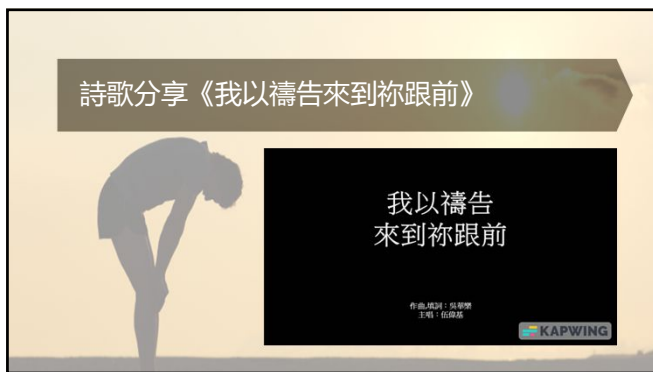 詩歌分享《我以禱告來到祢跟前》
我以禱告
來到祢跟前
作曲,填詞：吳華樂
主唱：伍偉基
KAPWING